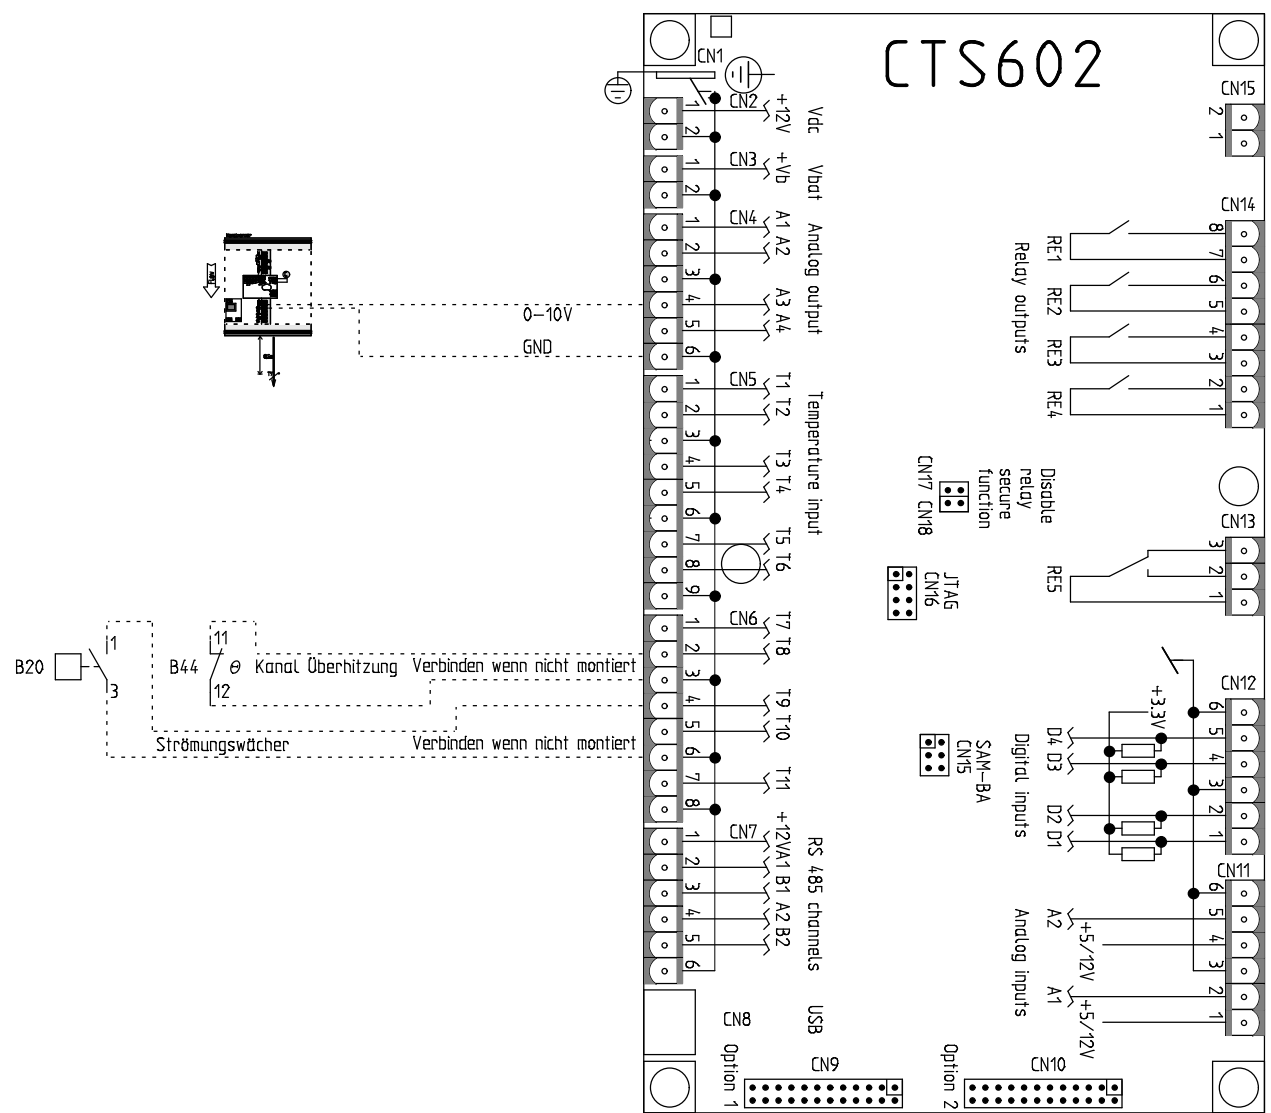 CTS602
CN1
CN2
1
2
+12V
Vdc
CN3
1
2
+Vb
Vbat
CN4
1
2
3
4
5
6
A1
A2
A3
A4
Analog output
0-10V
GND
CN5
1
2
3
4
5
6
7
8
9
T1
T2
T3
T4
T5
T6
Temperature input
CN6
1
2
3
4
5
6
7
8
T7
T8
T9
T10
T11
B20
1
3
B44
11
12
θ
Kanal Überhitzung
Verbinden wenn nicht montiert
Strömungswächer
Verbinden wenn nicht montiert
CN7
1
2
3
4
5
6
+12V
A1
B1
A2
B2
RS 485 channels
CN8
USB
Option 1
CN9
Option 2
CN10
CN15
2
1
CN14
8
7
6
5
4
3
2
1
RE1
RE2
RE3
RE4
Relay outputs
CN17
CN18
Disable
relay
secure
function
CN13
3
2
1
RE5
JTAG
CN16
CN12
6
5
4
3
2
1
+3.3V
D4
D3
D2
D1
Digital inputs
SAM-BA
CN15
CN11
6
5
4
3
2
1
A2
+5/12V
A1
+5/12V
Analog inputs